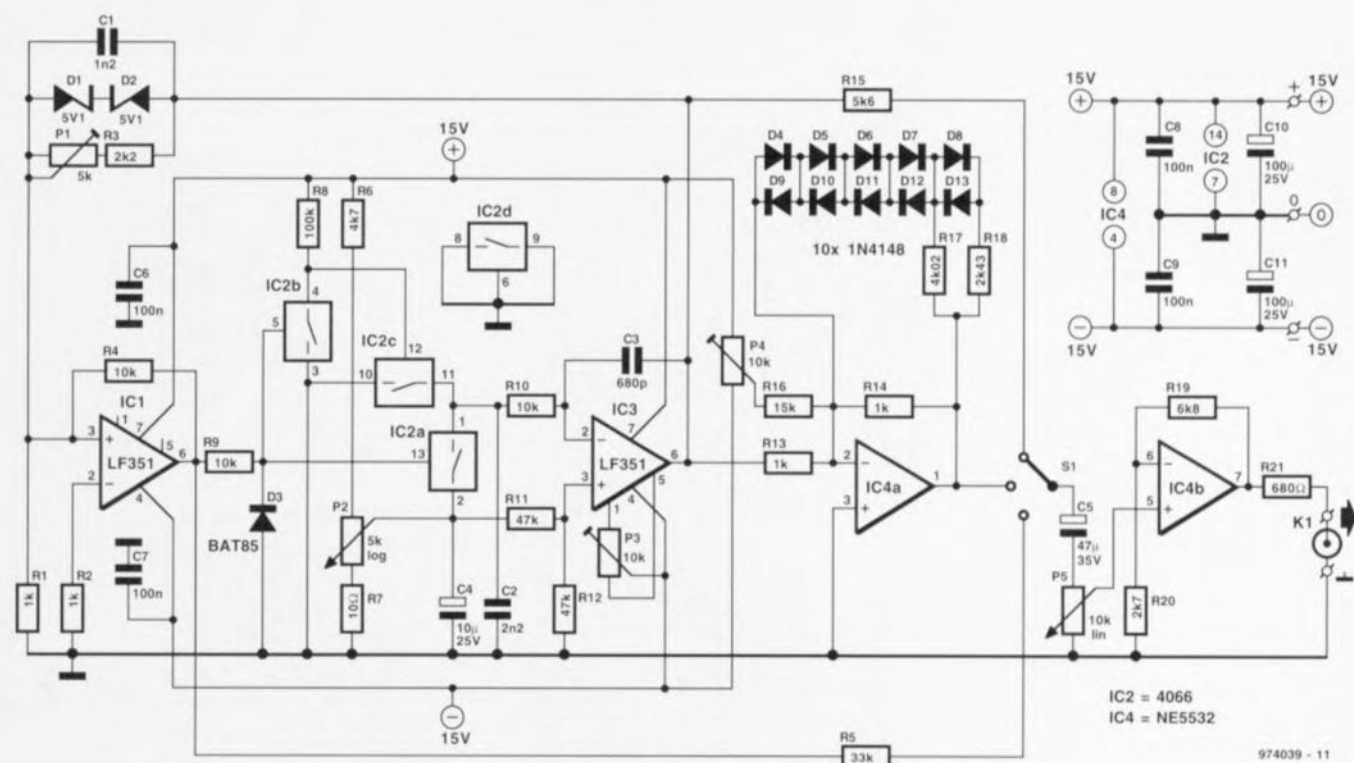 C1
1n2
D1
D2
5V1
5V1
P1
R3
2k2
5k
R15
5k6
15V
+
D4
D5
D6
D7
D8
D9
D10
D11
D12
D13
10x 1N4148
R17
4k02
R18
2k43
15V
+
+
15V
+
C8
100n
14
IC2
7
C10
100µ
25V
8
IC4
4
0
0
C9
100n
C11
100µ
25V
−
15V
−
−
15V
R8
100k
R6
4k7
IC2d
8
9
6
C6
100n
IC2b
4
5
3
IC2c
12
10
11
C3
680p
P4
10k
R4
10k
R10
10k
IC3
R16
15k
R14
1k
R19
6k8
IC1
1
7
3
+
5
6
LF351
2
−
4
R9
10k
IC2a
1
13
2
2
−
7
LF351
6
3
+
4
5
1
R13
1k
2
−
IC4a
1
3
+
S1
C5
47µ
35V
6
−
IC4b
7
5
+
R21
680Ω
K1
D3
BAT85
P2
5k
log
R11
47k
P3
10k
C7
100n
R1
1k
R2
1k
R7
10Ω
C4
10µ
25V
C2
2n2
R12
47k
P5
10k
lin
R20
2k7
−
15V
IC2 = 4066
IC4 = NE5532
R5
33k
974039 - 11